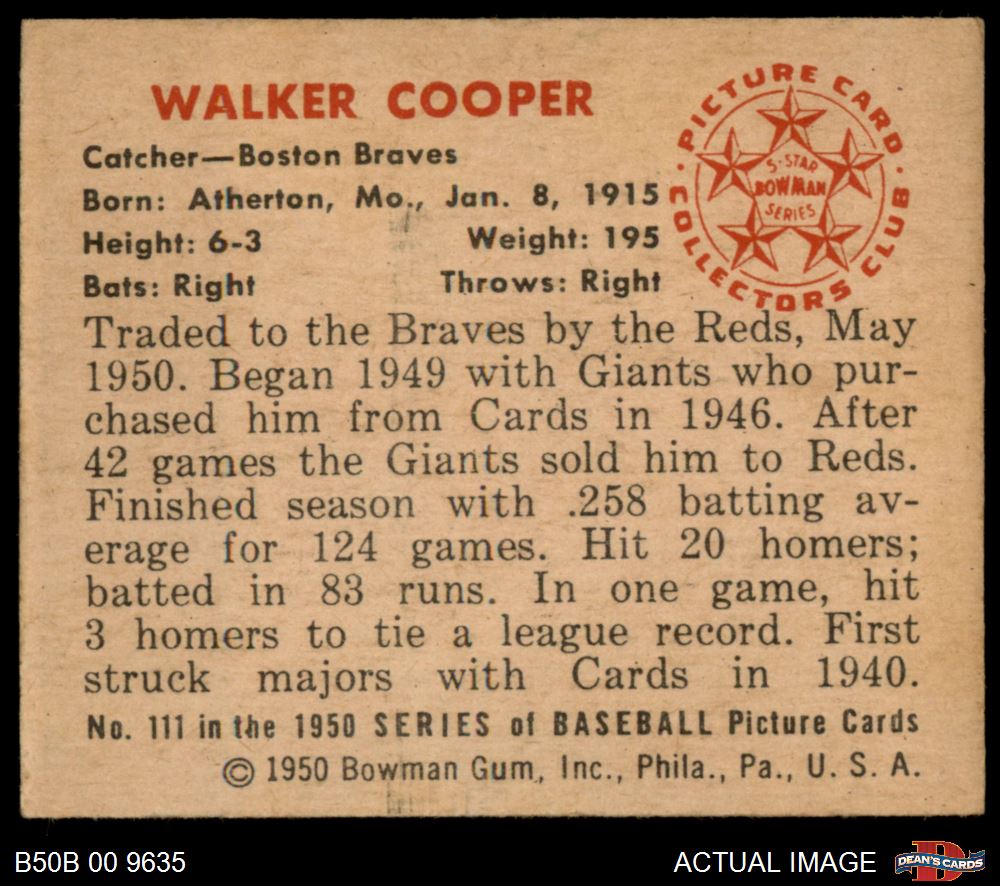 WALKER COOPER
Catcher—Boston Braves
Born: Atherton, Mo., Jan. 8, 1915
Height: 6-3 Weight: 195
Bats: Right Throws: Right
· PICTURE CARD ·
COLLECTORS CLUB
5-STAR
BOWMAN
SERIES
Traded to the Braves by the Reds, May
1950. Began 1949 with Giants who pur-
chased him from Cards in 1946. After
42 games the Giants sold him to Reds.
Finished season with .258 batting av-
erage for 124 games. Hit 20 homers;
batted in 83 runs. In one game, hit
3 homers to tie a league record. First
struck majors with Cards in 1940.
No. 111 in the 1950 SERIES of BASEBALL Picture Cards
© 1950 Bowman Gum, Inc., Phila., Pa., U. S. A.
B50B 00 9635
ACTUAL IMAGE
D
DEAN'S CARDS